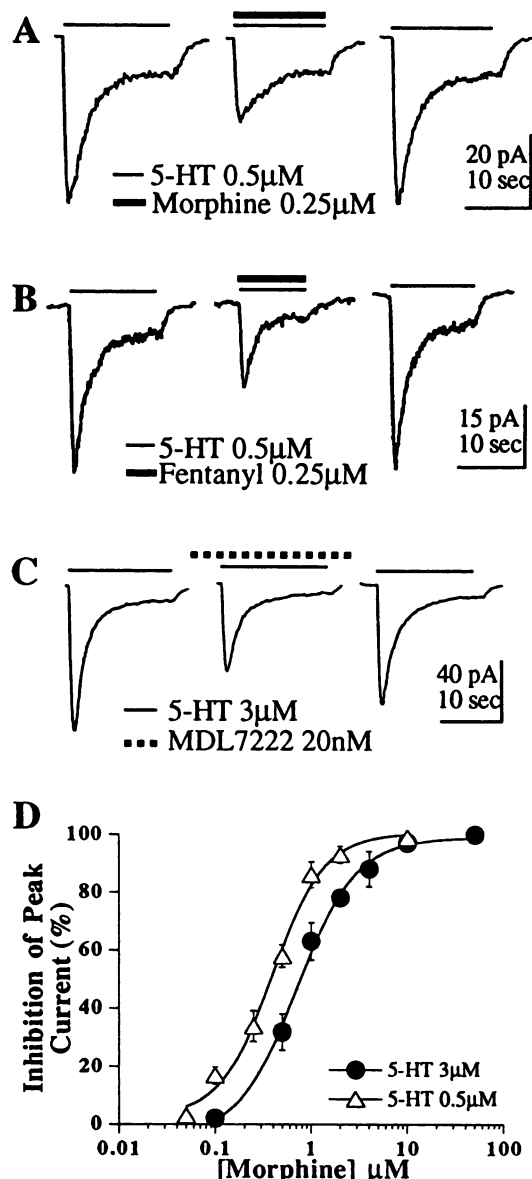 A
5-HT 0.5µM
Morphine 0.25µM
20 pA
10 sec
B
5-HT 0.5µM
Fentanyl 0.25µM
15 pA
10 sec
C
5-HT 3µM
MDL7222 20nM
40 pA
10 sec
D
Inhibition of Peak
Current (%)
100
80
60
40
20
0
5-HT 3µM
5-HT 0.5µM
0.01
0.1
1
10
100
[Morphine] µM